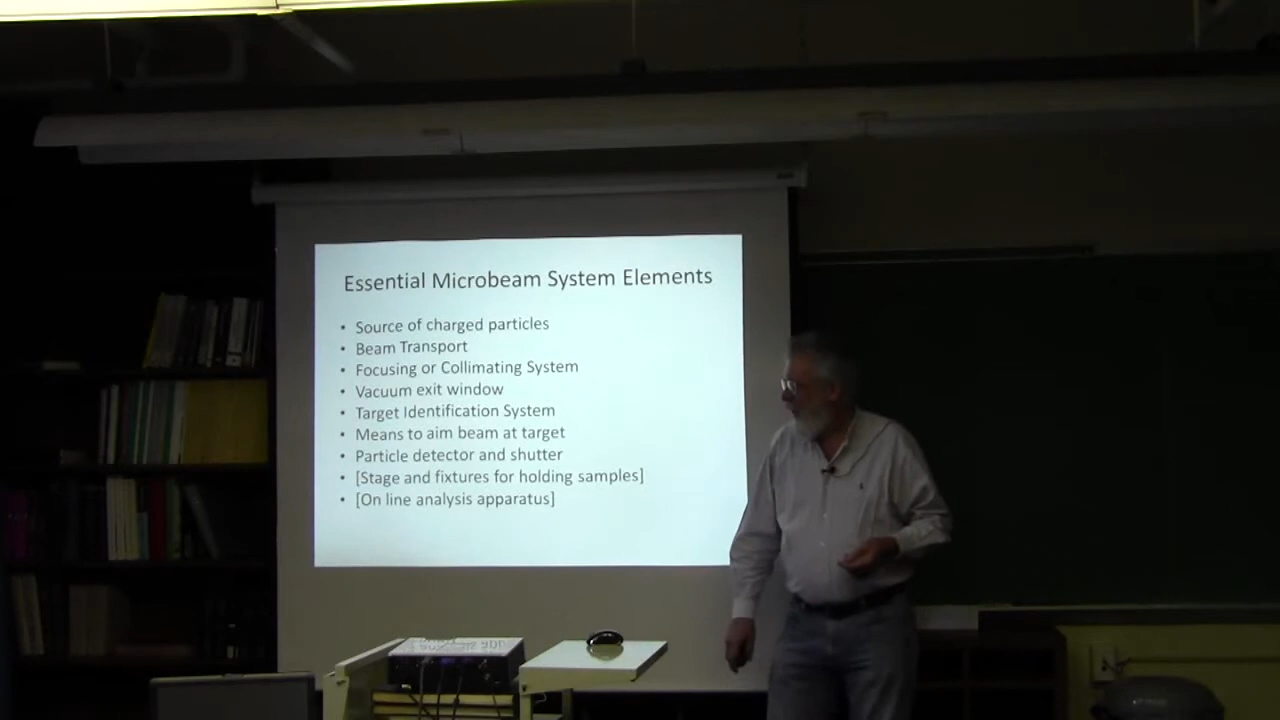 Essential Microbeam System Elements
• Source of charged particles
• Beam Transport
• Focusing or Collimating System
• Vacuum exit window
• Target Identification System
• Means to aim beam at target
• Particle detector and shutter
• [Stage and fixtures for holding samples]
• [On line analysis apparatus]